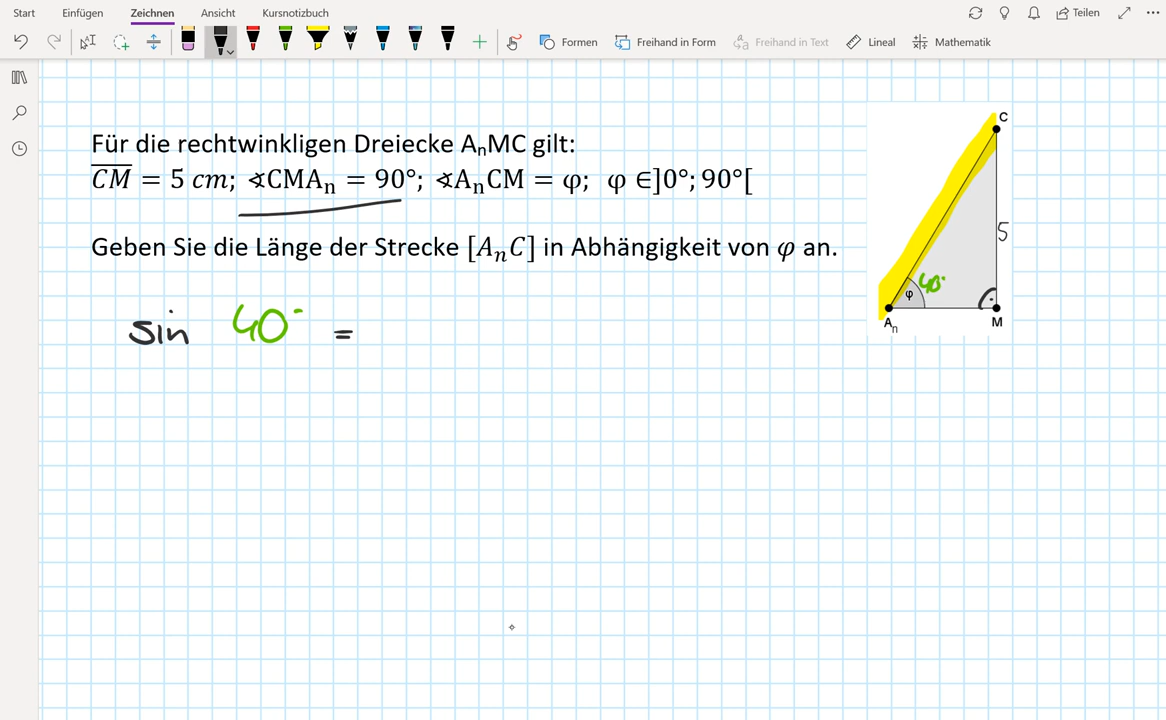 Start Einfügen Zeichnen Ansicht Kursnotizbuch Teilen
Formen Freihand in Form Freihand in Text Lineal Mathematik
Für die rechtwinkligen Dreiecke AₙMC gilt:
CM̅ = 5 cm; ∢CMAₙ = 90°; ∢AₙCM = φ; φ ∈]0°; 90°[
Geben Sie die Länge der Strecke [AₙC] in Abhängigkeit von φ an.
sin 40° =
C
5
40°
φ
Aₙ M